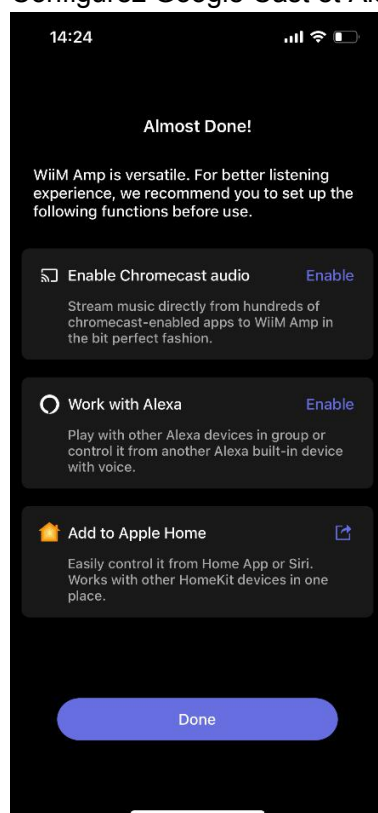 14:24
Almost Done!
WiiM Amp is versatile. For better listening
experience, we recommend you to set up the
following functions before use.
Enable Chromecast audio Enable
Stream music directly from hundreds of
chromecast-enabled apps to WiiM Amp in
the bit perfect fashion.
Work with Alexa Enable
Play with other Alexa devices in group or
control it from another Alexa built-in device
with voice.
Add to Apple Home
Easily control it from Home App or Siri.
Works with other HomeKit devices in one
place.
Done